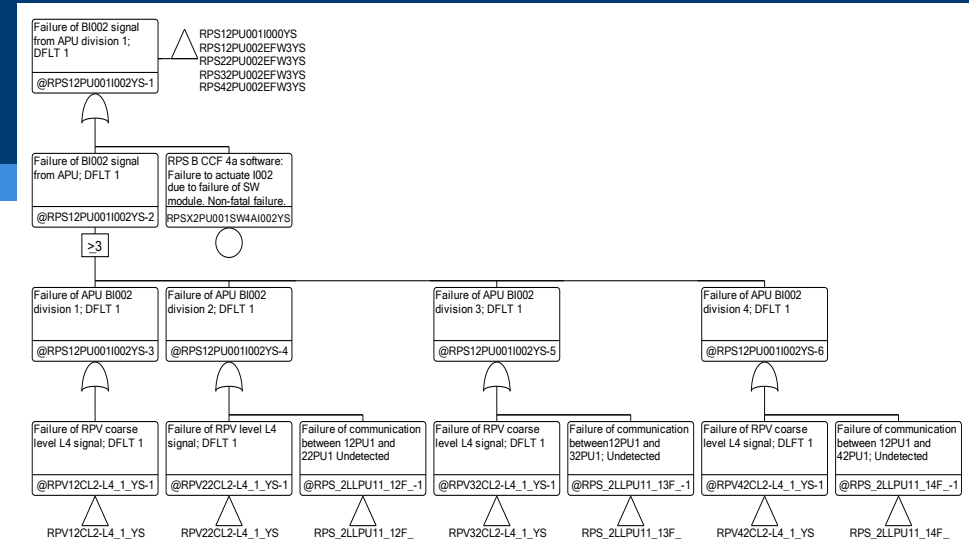 Failure of BI002 signal
from APU division 1;
DFLT 1
@RPS12PU001I002YS-1
RPS12PU001I000YS
RPS12PU002EFW3YS
RPS22PU002EFW3YS
RPS32PU002EFW3YS
RPS42PU002EFW3YS
Failure of BI002 signal
from APU; DFLT 1
@RPS12PU001I002YS-2
RPS B CCF 4a software:
Failure to actuate I002
due to failure of SW
module. Non-fatal failure.
RPSX2PU001SW4AI002YS
≥3
Failure of APU BI002
division 1; DFLT 1
@RPS12PU001I002YS-3
Failure of APU BI002
division 2; DFLT 1
@RPS12PU001I002YS-4
Failure of APU BI002
division 3; DFLT 1
@RPS12PU001I002YS-5
Failure of APU BI002
division 4; DFLT 1
@RPS12PU001I002YS-6
Failure of RPV coarse
level L4 signal; DFLT 1
@RPV12CL2-L4_1_YS-1
RPV12CL2-L4_1_YS
Failure of RPV level L4
signal; DFLT 1
@RPV22CL2-L4_1_YS-1
RPV22CL2-L4_1_YS
Failure of communication
between 12PU1 and
22PU1 Undetected
@RPS_2LLPU11_12F_-1
RPS_2LLPU11_12F_
Failure of RPV coarse
level L4 signal; DFLT 1
@RPV32CL2-L4_1_YS-1
RPV32CL2-L4_1_YS
Failure of communication
between12PU1 and
32PU1; Undetected
@RPS_2LLPU11_13F_-1
RPS_2LLPU11_13F_
Failure of RPV coarse
level L4 signal; DLFT 1
@RPV42CL2-L4_1_YS-1
RPV42CL2-L4_1_YS
Failure of communication
between 12PU1 and
42PU1; Undetected
@RPS_2LLPU11_14F_-1
RPS_2LLPU11_14F_